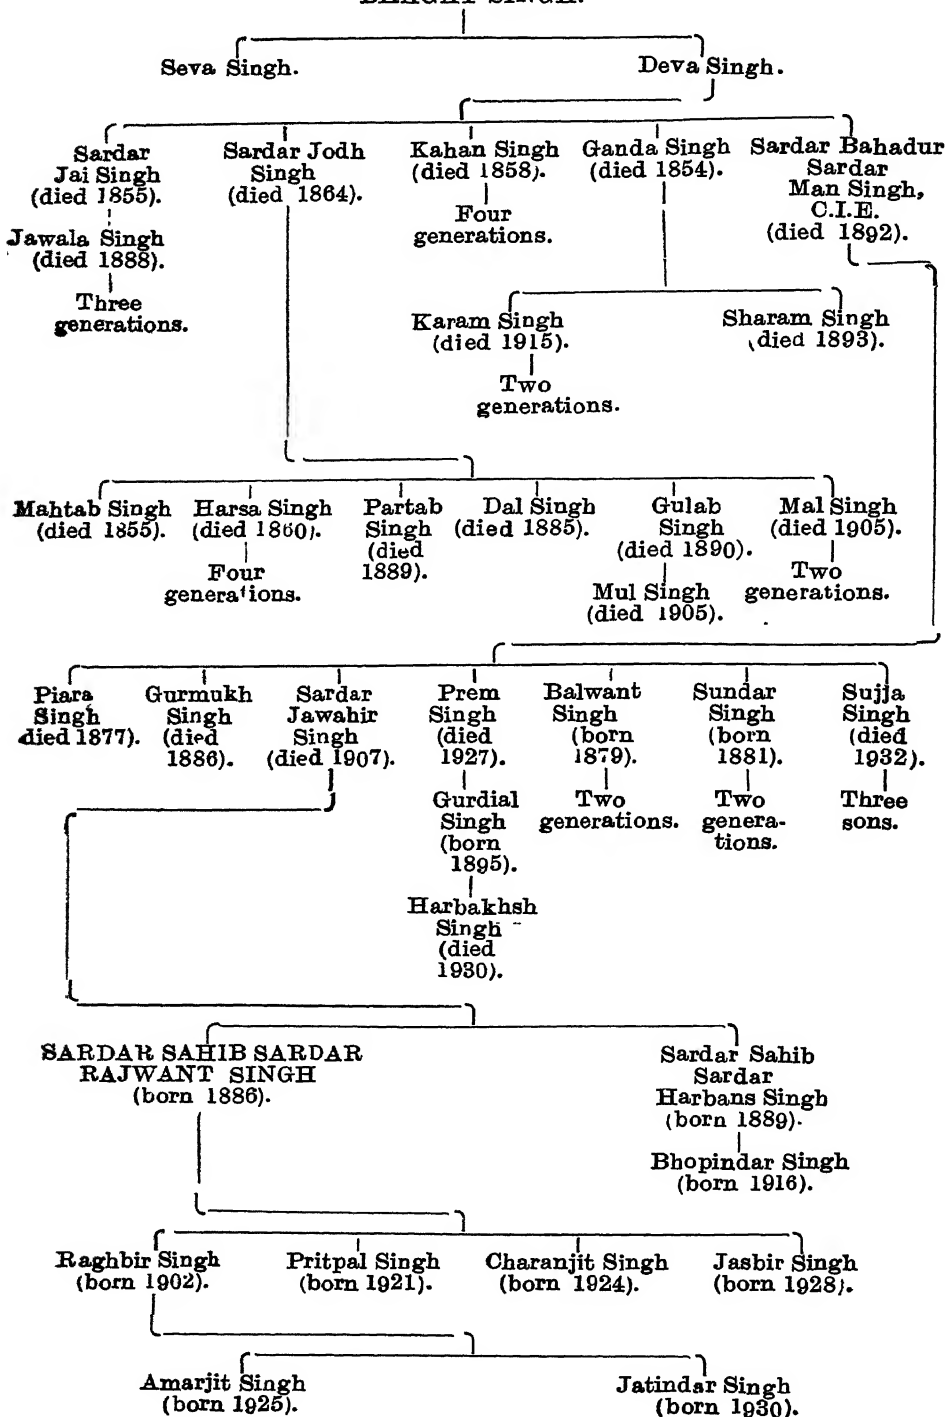 Seva Singh.
Deva Singh.
Sardar
Jai Singh
(died 1855).
Jawala Singh
(died 1888).
Three
generations.
Sardar Jodh
Singh
(died 1864).
Kahan Singh
(died 1858).
Four
generations.
Ganda Singh
(died 1854).
Sardar Bahadur
Sardar
Man Singh,
C.I.E.
(died 1892).
Karam Singh
(died 1915).
Two
generations.
Sharam Singh
(died 1893).
Mahtab Singh
(died 1855).
Harsa Singh
(died 1860).
Four
generations.
Partab
Singh
(died
1889).
Dal Singh
(died 1885).
Gulab
Singh
(died 1890).
Mul Singh
(died 1905).
Mal Singh
(died 1905).
Two
generations.
Piara
Singh
died 1877).
Gurmukh
Singh
(died
1886).
Sardar
Jawahir
Singh
(died 1907).
Prem
Singh
(died
1927).
Gurdial
Singh
(born
1895).
Harbakhsh
Singh
(died
1930).
Balwant
Singh
(born
1879).
Two
generations.
Sundar
Singh
(born
1881).
Two
genera-
tions.
Sujja
Singh
(died
1932).
Three
sons.
SARDAR SAHIB SARDAR
RAJWANT SINGH
(born 1886).
Sardar Sahib
Sardar
Harbans Singh
(born 1889).
Bhopindar Singh
(born 1916).
Raghbir Singh
(born 1902).
Pritpal Singh
(born 1921).
Charanjit Singh
(born 1924).
Jasbir Singh
(born 1928).
Amarjit Singh
(born 1925).
Jatindar Singh
(born 1930).